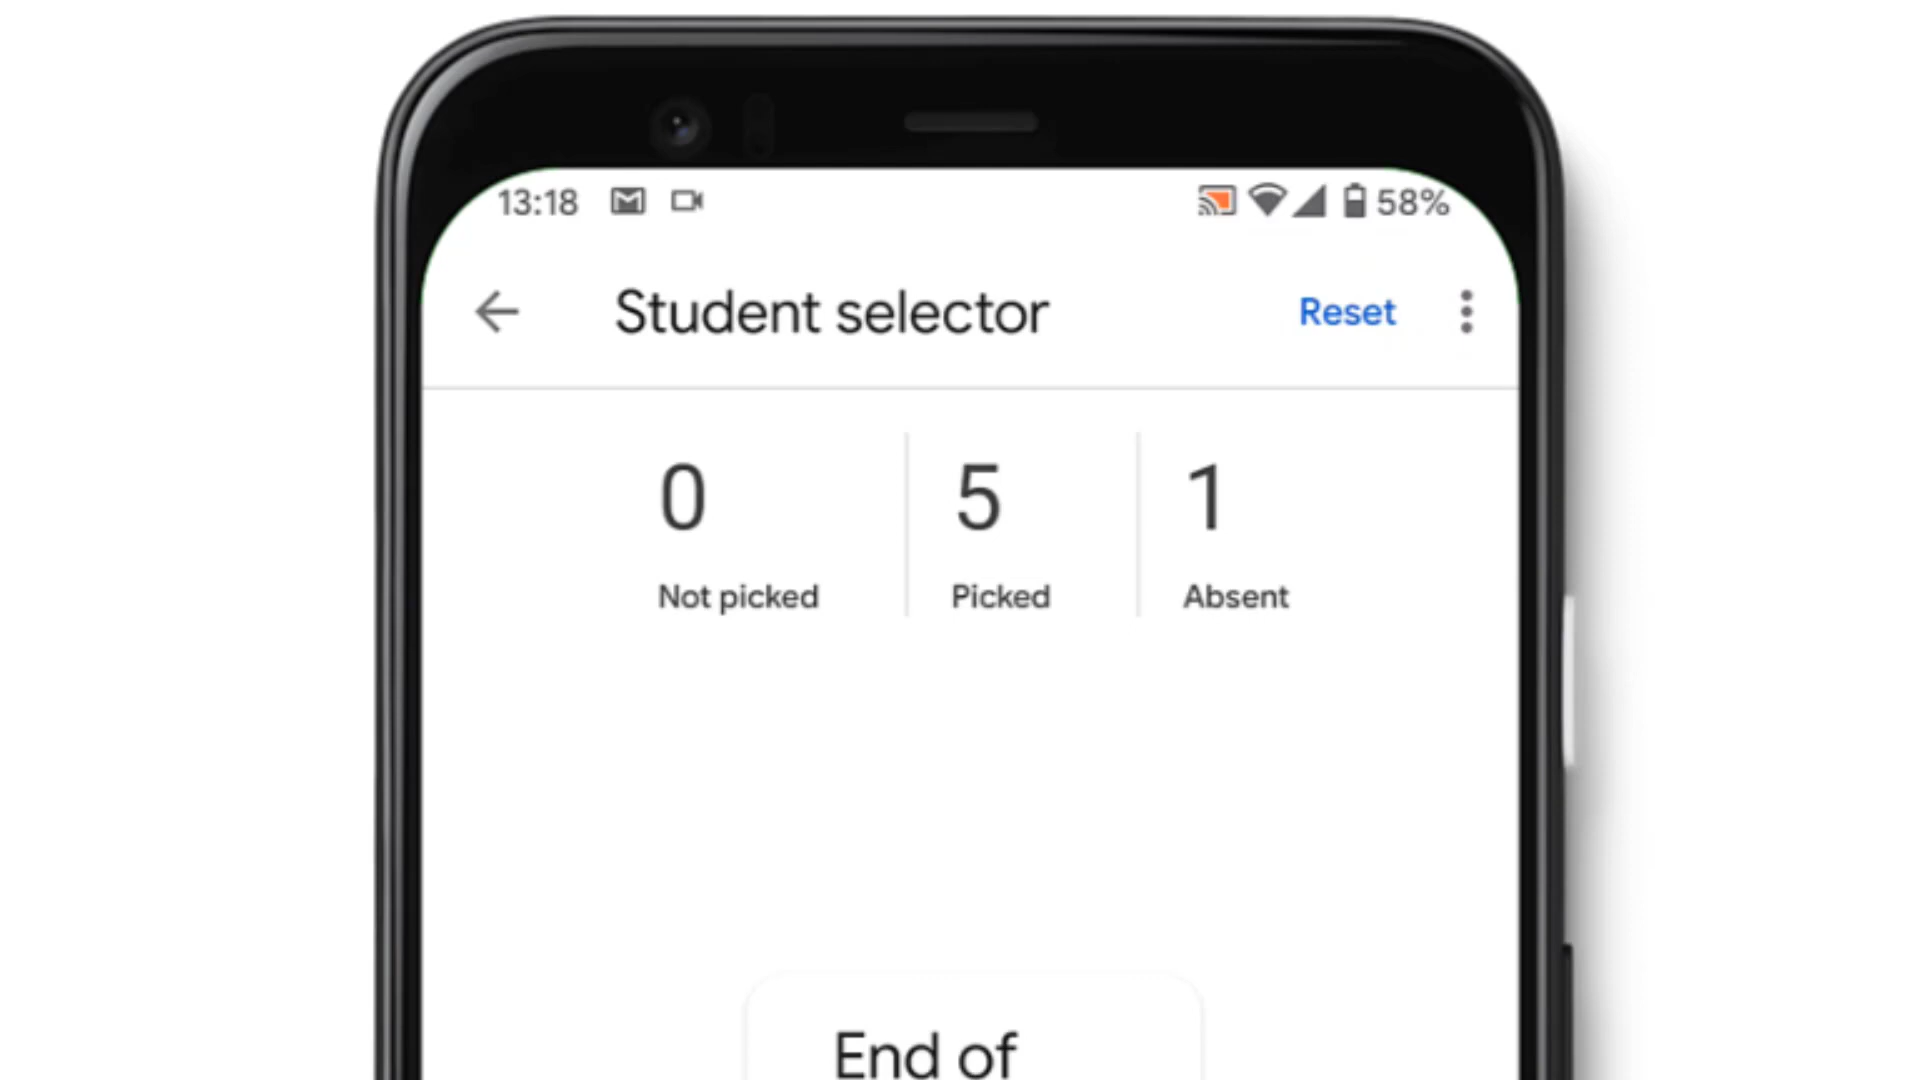 13:18 58%
Student selector Reset
0 5 1
Not picked Picked Absent
End of